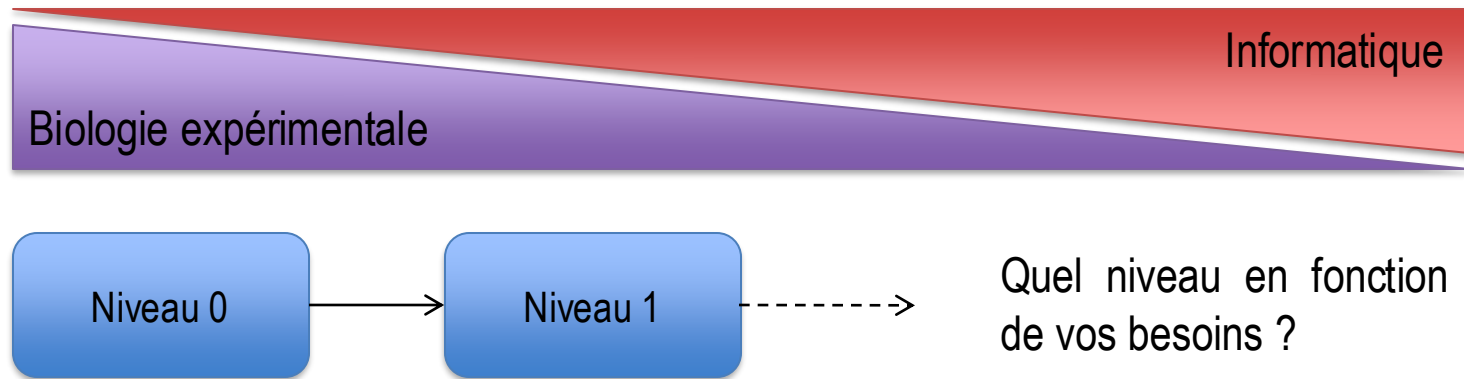 Informatique
Biologie expérimentale
Niveau 0
Niveau 1
Quel niveau en fonction
de vos besoins ?